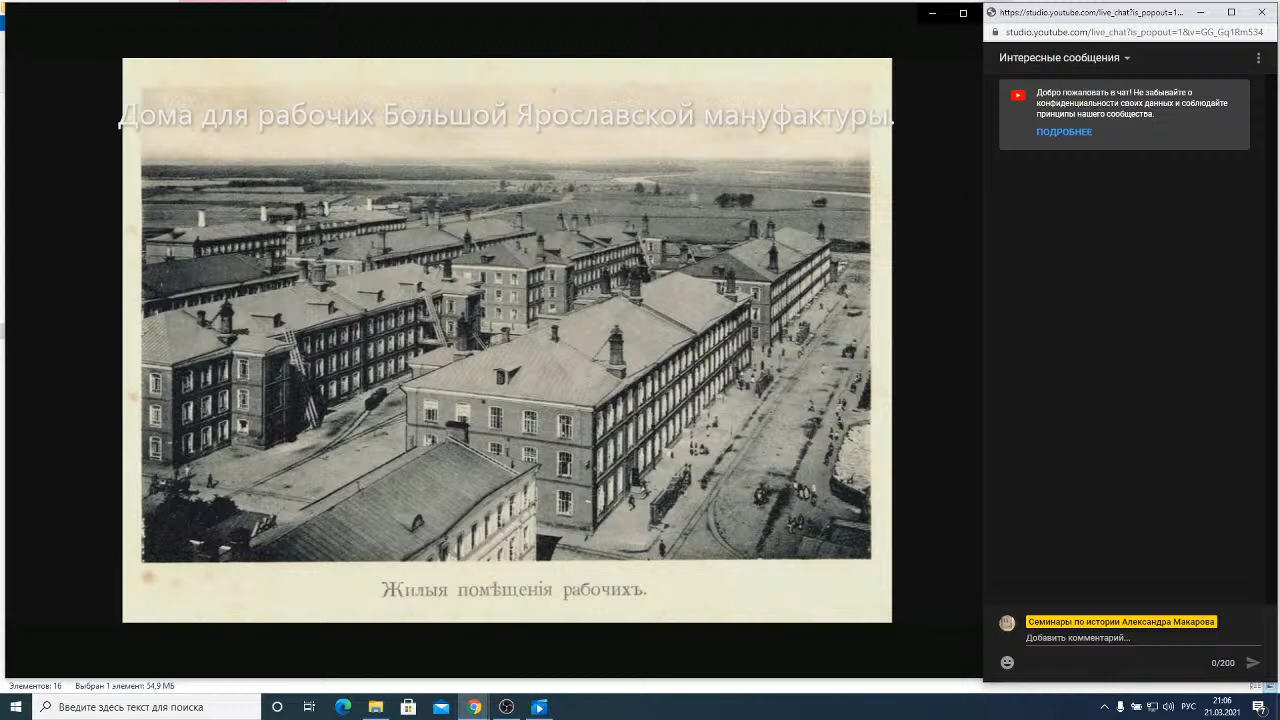 https://studio.youtube.com/live_chat?is_popout=1...
studio.youtube.com/live_chat?is_popout=1&v=GG_Gq1Rm534
Интересные сообщения
Добро пожаловать в чат! Не забывайте о
конфиденциальности своих данных и соблюдайте
принципы нашего сообщества.
ПОДРОБНЕЕ
Дома для рабочих Большой Ярославской мануфактуры.
Жилыя помѣщенія рабочихъ.
Семинары по истории Александра Макарова
Добавить комментарий...
0/200
Элементов: 16 Выбран 1 элемент: 54,9 МБ
Введите здесь текст для поиска
РУС
21:06
21.03.2021